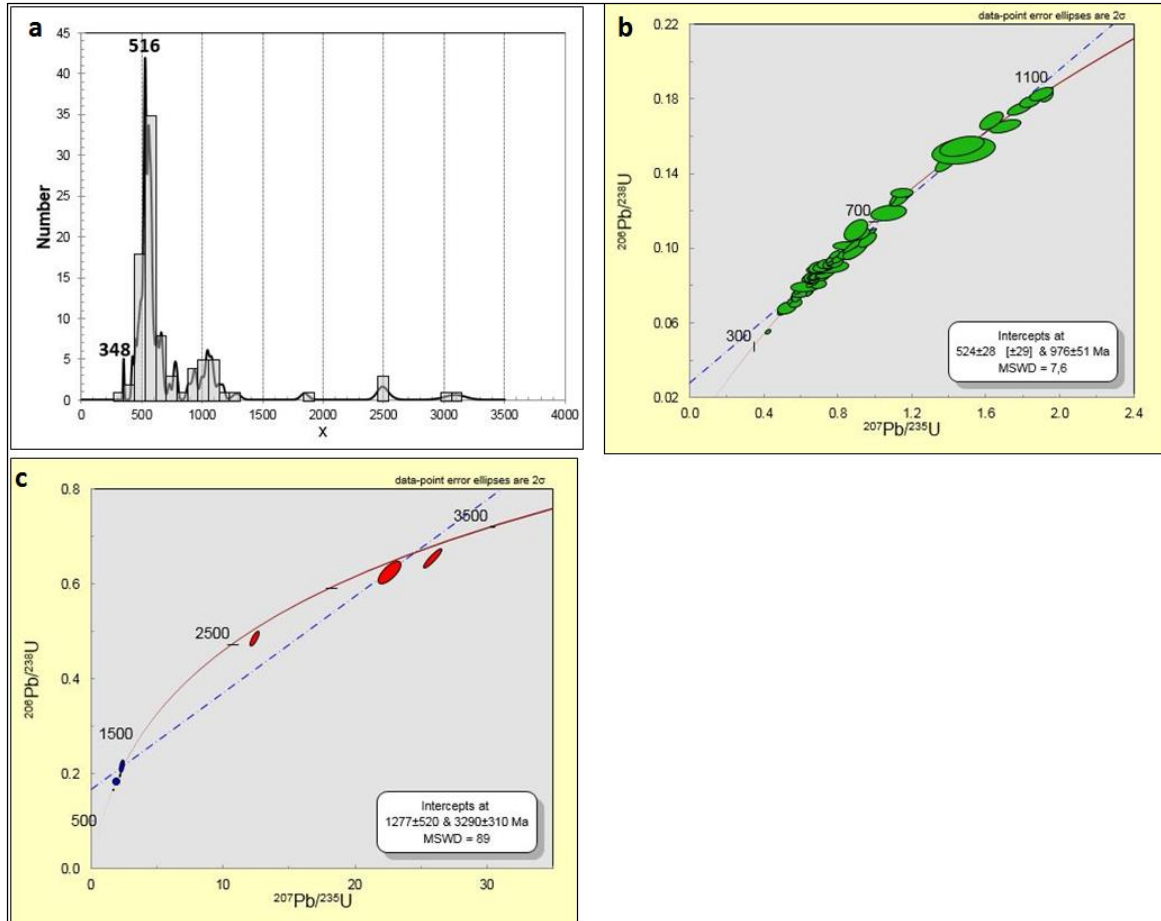 a
516
348
45
40
35
30
25
20
15
10
5
0
Number
0 500 1000 1500 2000 2500 3000 3500 4000
X
b
data-point error ellipses are 2σ
0.22
0.18
0.14
0.10
0.06
0.02
206Pb/238U
1100
700
300
Intercepts at
524±28 [±29] & 976±51 Ma
MSWD = 7,6
0.0 0.4 0.8 1.2 1.6 2.0 2.4
207Pb/235U
c
data-point error ellipses are 2σ
0.8
0.6
0.4
0.2
0.0
206Pb/238U
3500
2500
1500
500
Intercepts at
1277±520 & 3290±310 Ma
MSWD = 89
0 10 20 30
207Pb/235U